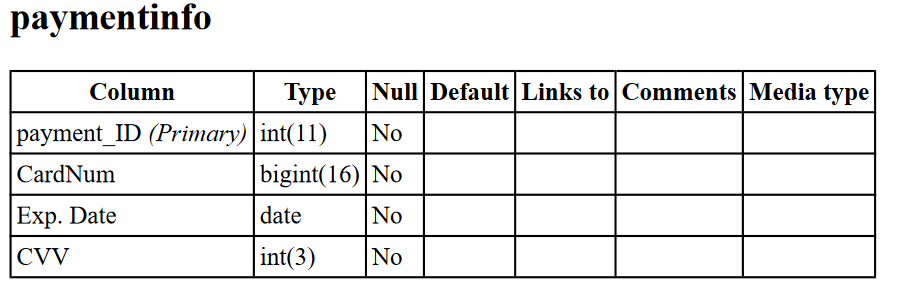 paymentinfo
Column Type Null Default Links to Comments Media type
payment_ID (Primary) int(11) No
CardNum bigint(16) No
Exp. Date date No
CVV int(3) No